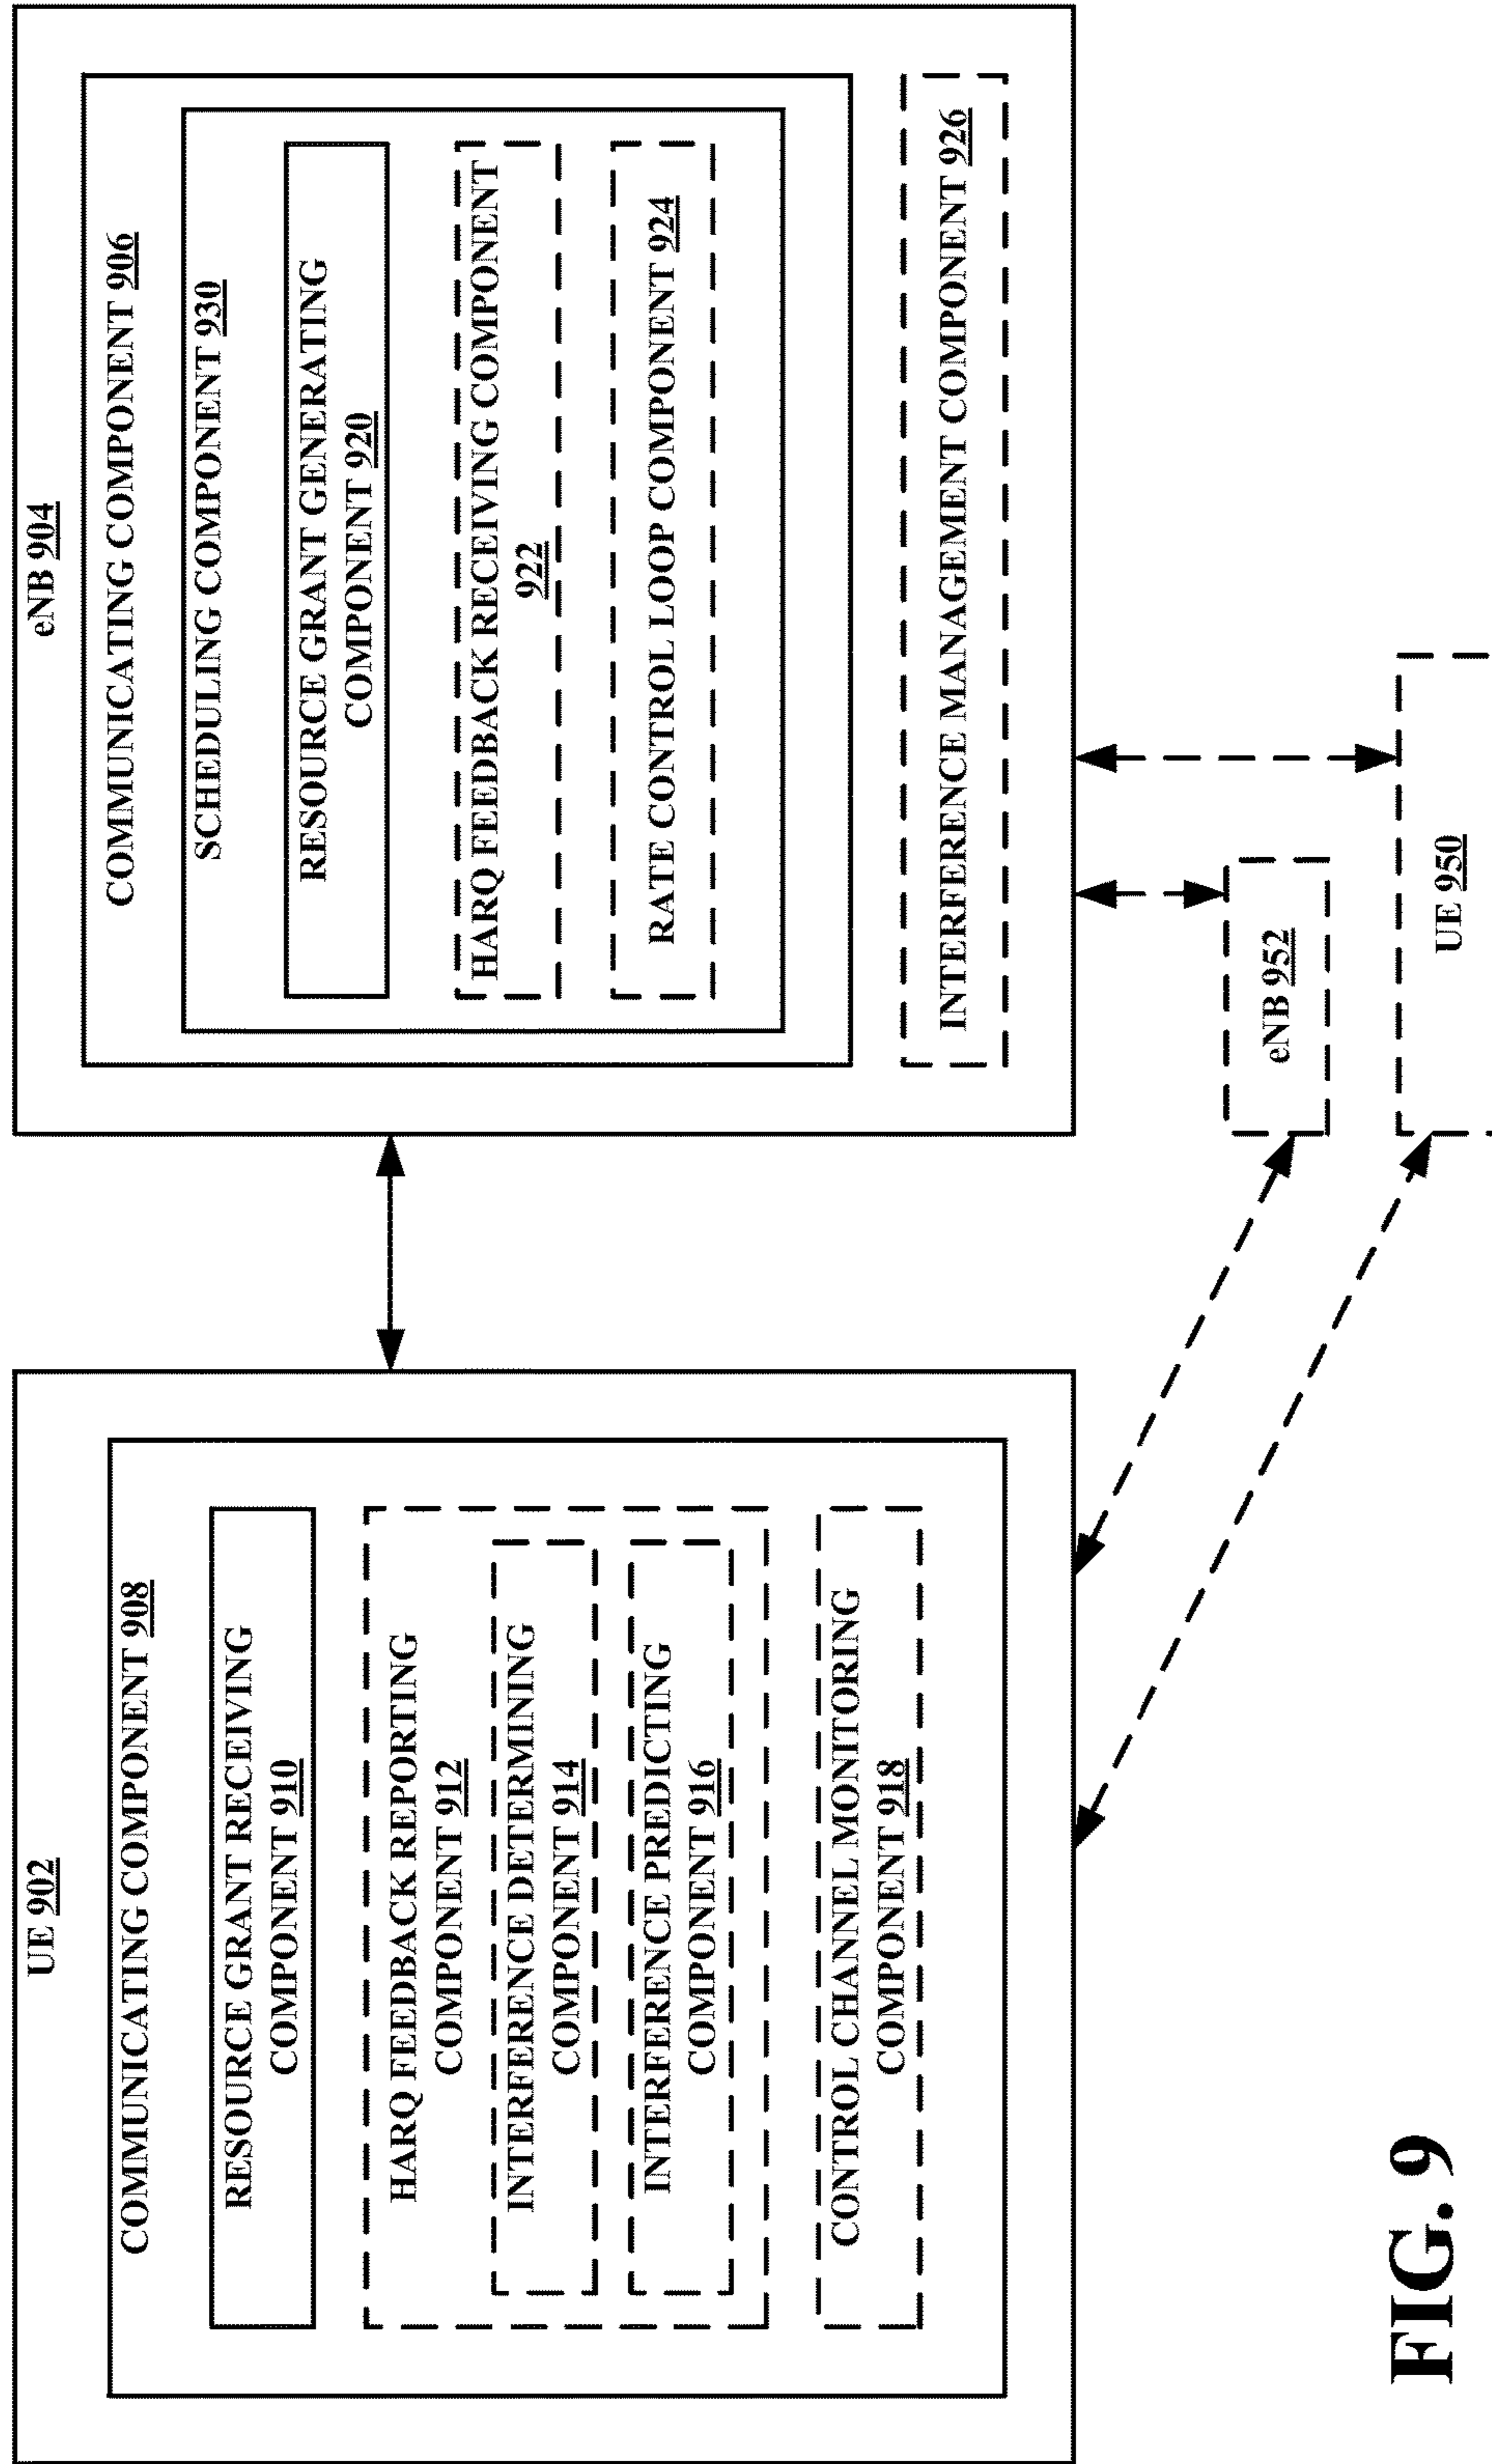 UE 902
COMMUNICATING COMPONENT 908
RESOURCE GRANT RECEIVING
COMPONENT 910
HARQ FEEDBACK REPORTING
COMPONENT 912
INTERFERENCE DETERMINING
COMPONENT 914
INTERFERENCE PREDICTING
COMPONENT 916
CONTROL CHANNEL MONITORING
COMPONENT 918
eNB 904
COMMUNICATING COMPONENT 906
SCHEDULING COMPONENT 930
RESOURCE GRANT GENERATING
COMPONENT 920
HARQ FEEDBACK RECEIVING COMPONENT
922
RATE CONTROL LOOP COMPONENT 924
INTERFERENCE MANAGEMENT COMPONENT 926
eNB 952
UE 950
FIG. 9